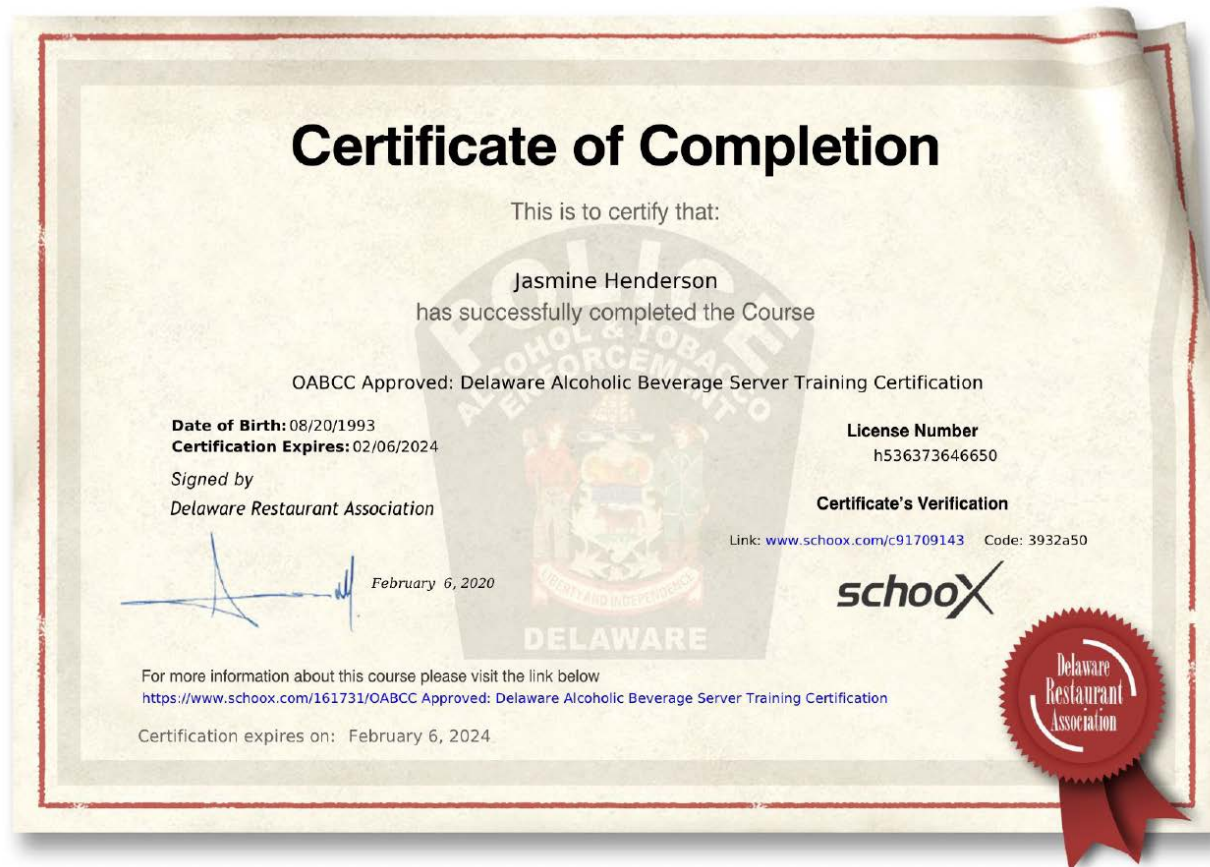 Certificate of Completion
This is to certify that:
Jasmine Henderson
has successfully completed the Course
OABCC Approved: Delaware Alcoholic Beverage Server Training Certification
Date of Birth: 08/20/1993
Certification Expires: 02/06/2024
Signed by
Delaware Restaurant Association
February 6, 2020
License Number
h536373646650
Certificate's Verification
Link: www.schoox.com/c91709143 Code: 3932a50
schoox
For more information about this course please visit the link below
https://www.schoox.com/161731/OABCC Approved: Delaware Alcoholic Beverage Server Training Certification
Certification expires on: February 6, 2024
Delaware
Restaurant
Association
POLICE
ALCOHOL & TOBACCO
ENFORCEMENT
LIBERTY AND INDEPENDENCE
DELAWARE